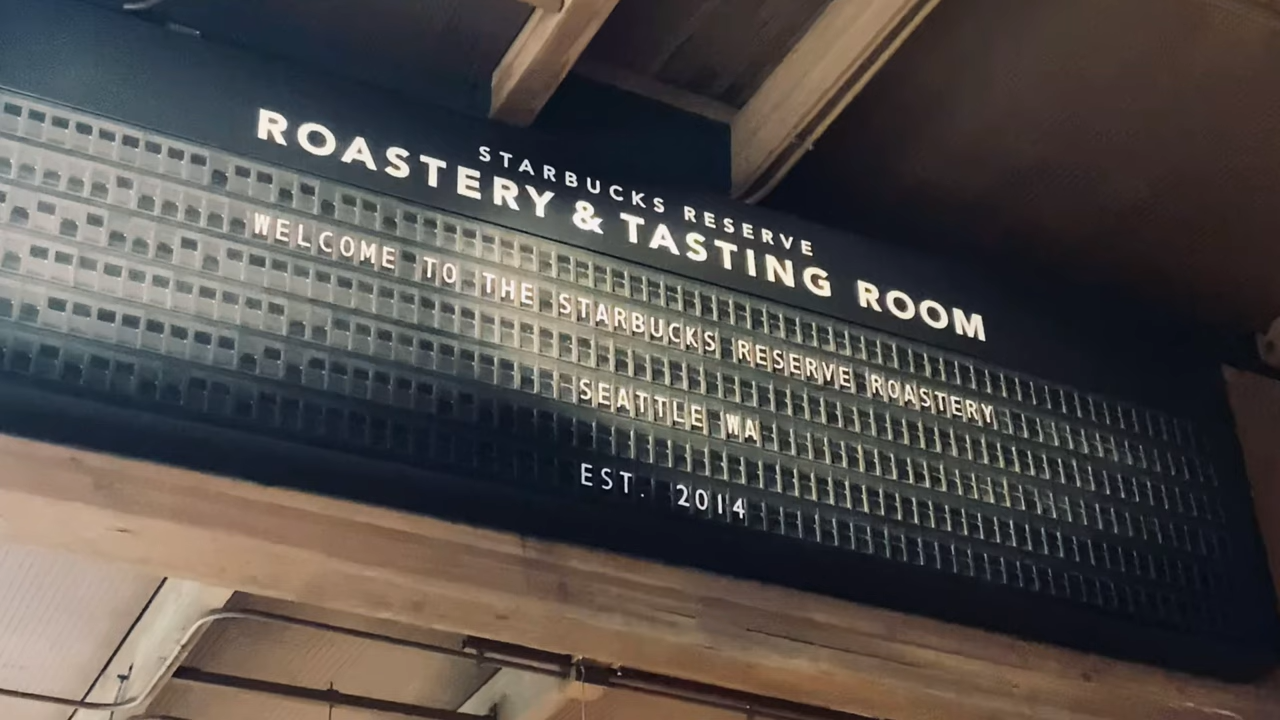 STARBUCKS RESERVE
ROASTERY & TASTING ROOM
WELCOME TO THE STARBUCKS RESERVE ROASTERY
SEATTLE WA
EST. 2014